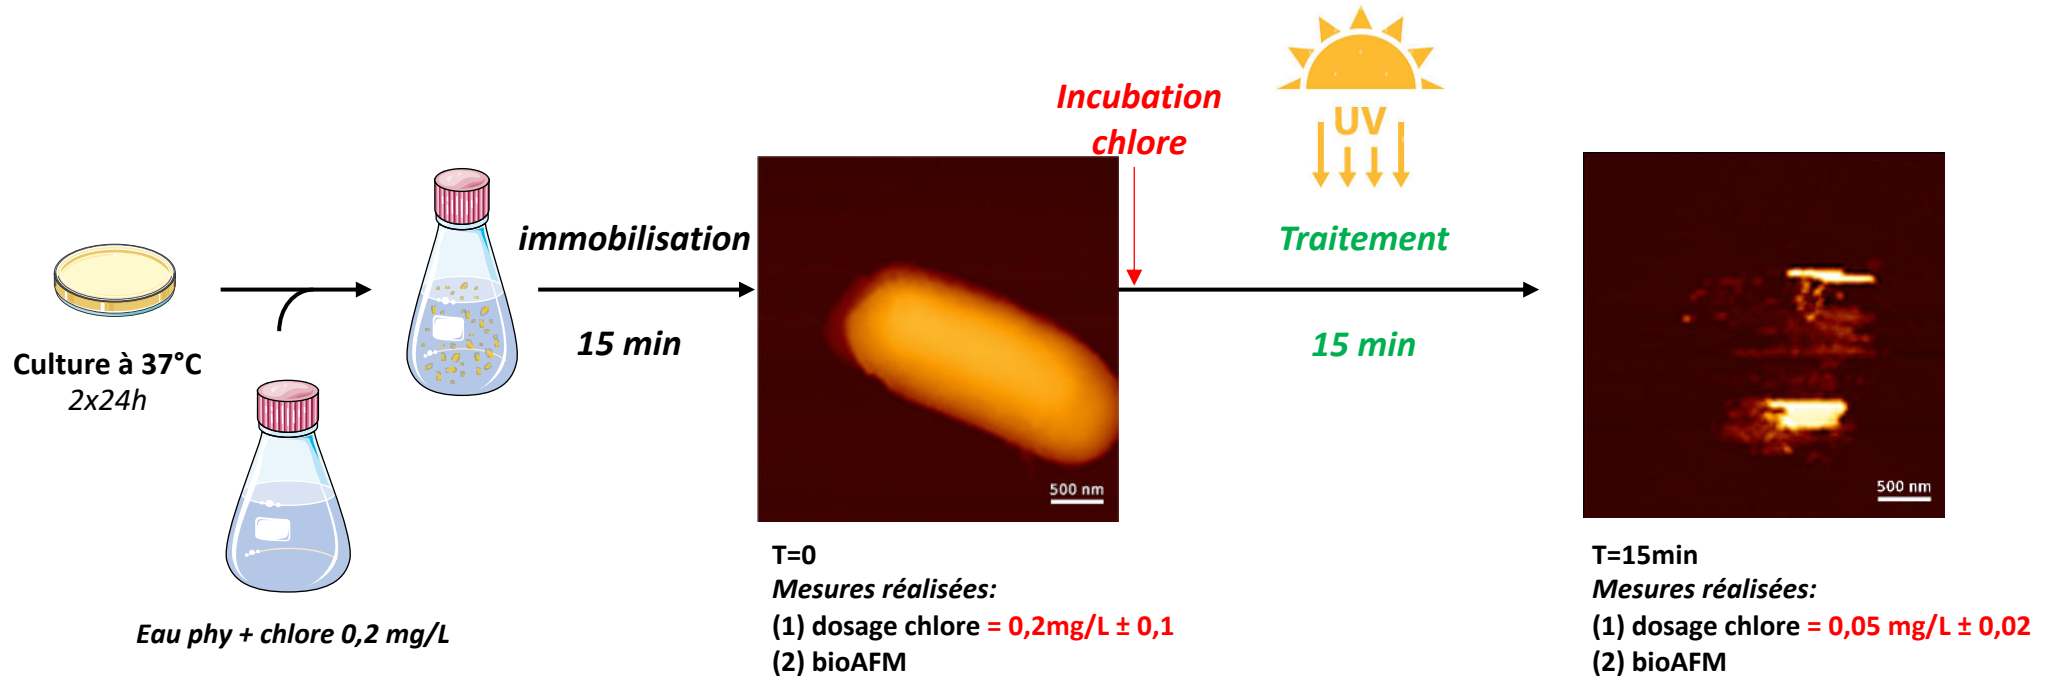 Culture à 37°C
2x24h
Eau phy + chlore 0,2 mg/L
immobilisation
15 min
500 nm
T=0
Mesures réalisées:
(1) dosage chlore = 0,2mg/L ± 0,1
(2) bioAFM
Incubation
chlore
UV
Traitement
15 min
500 nm
T=15min
Mesures réalisées:
(1) dosage chlore = 0,05 mg/L ± 0,02
(2) bioAFM